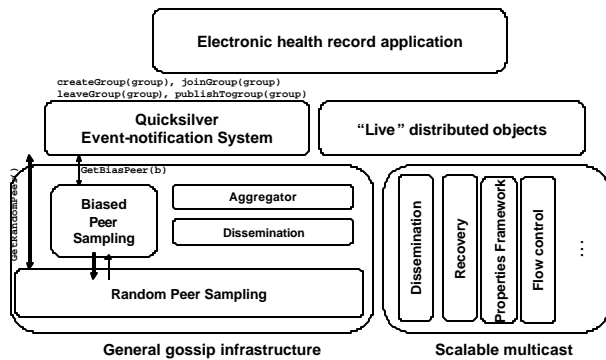 Electronic health record application
createGroup(group), joinGroup(group)
leaveGroup(group), publishTogroup(group)
Quicksilver
Event-notification System
“Live” distributed objects
GetRandomPeer()
GetBiasPeer(b)
Biased
Peer
Sampling
Aggregator
Dissemination
Random Peer Sampling
General gossip infrastructure
Dissemination
Recovery
Properties Framework
Flow control
...
Scalable multicast